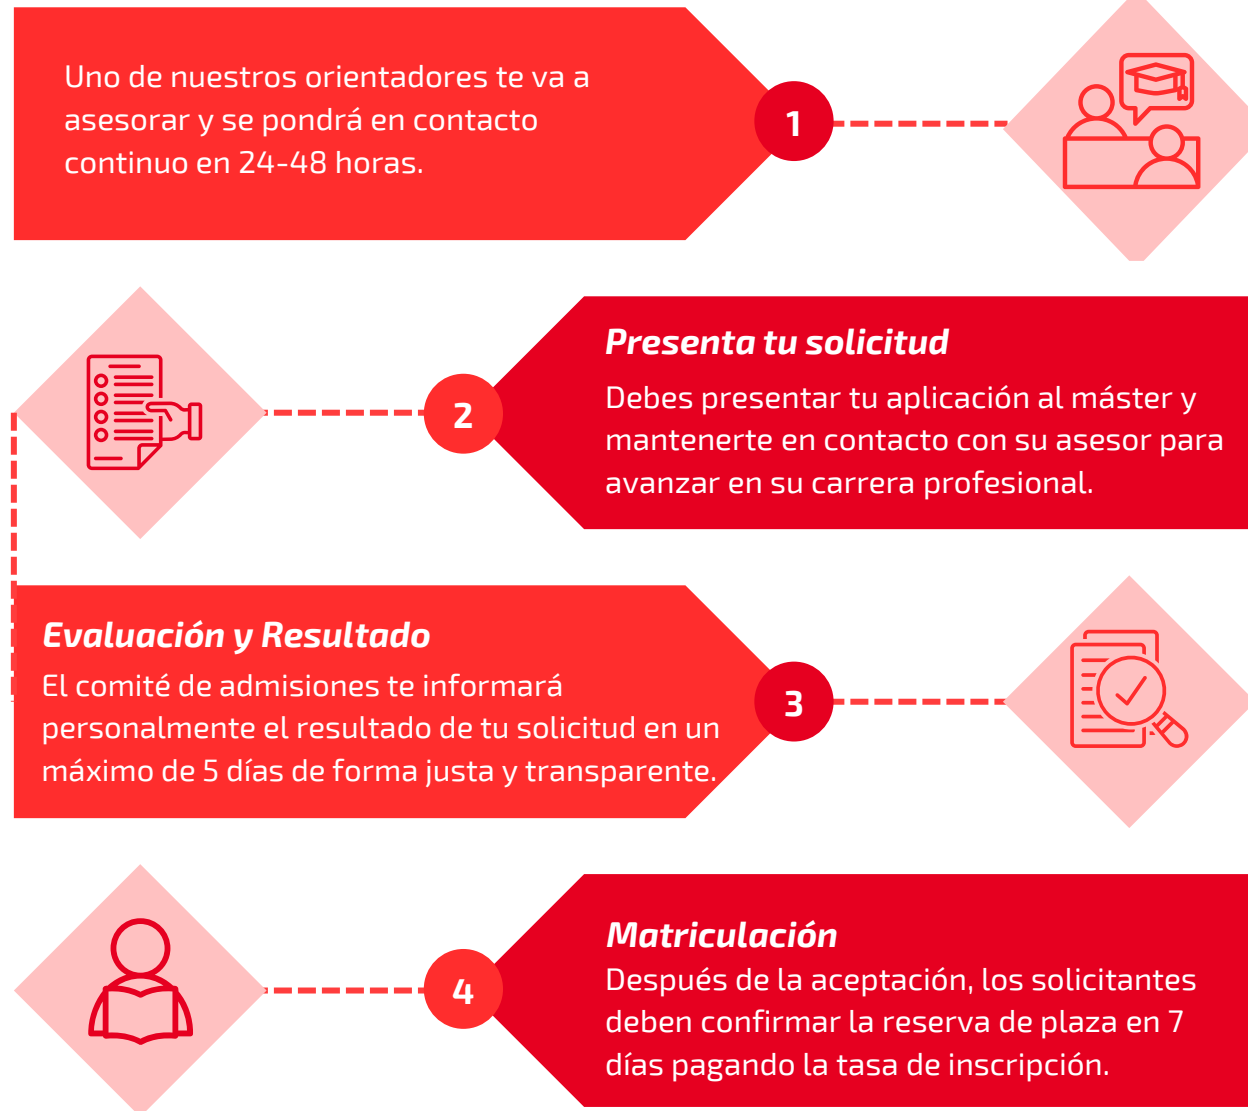 Uno de nuestros orientadores te va a
asesorar y se pondrá en contacto
continuo en 24-48 horas.
1
Presenta tu solicitud
Debes presentar tu aplicación al máster y
mantenerte en contacto con su asesor para
avanzar en su carrera profesional.
2
Evaluación y Resultado
El comité de admisiones te informará
personalmente el resultado de tu solicitud en un
máximo de 5 días de forma justa y transparente.
3
Matriculación
Después de la aceptación, los solicitantes
deben confirmar la reserva de plaza en 7
días pagando la tasa de inscripción.
4